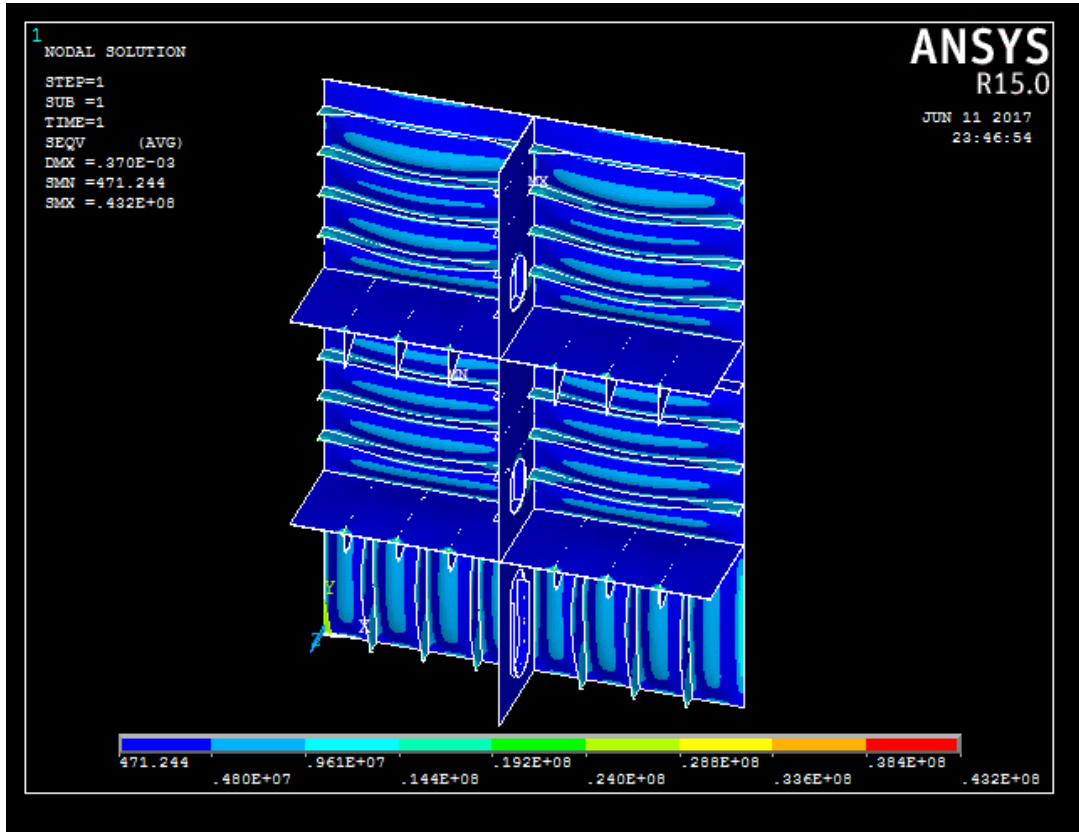 1
NODAL SOLUTION
STEP=1
SUB =1
TIME=1
SEQV (AVG)
DMX =.370E-03
SMN =471.244
SMX =.432E+08
ANSYS
R15.0
JUN 11 2017
23:46:54
MX
MN
Y
X
Z
471.244 .961E+07 .192E+08 .288E+08 .384E+08
.480E+07 .144E+08 .240E+08 .336E+08 .432E+08